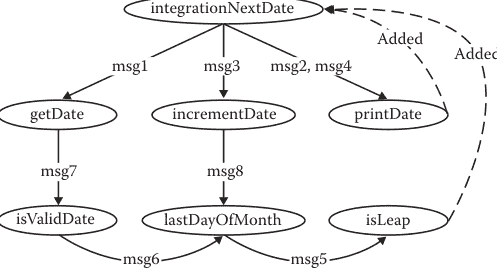 integrationNextDate
Added
msg1
msg3
msg2, msg4
Added
getDate
incrementDate
printDate
msg7
msg8
isValidDate
lastDayOfMonth
isLeap
msg6
msg5